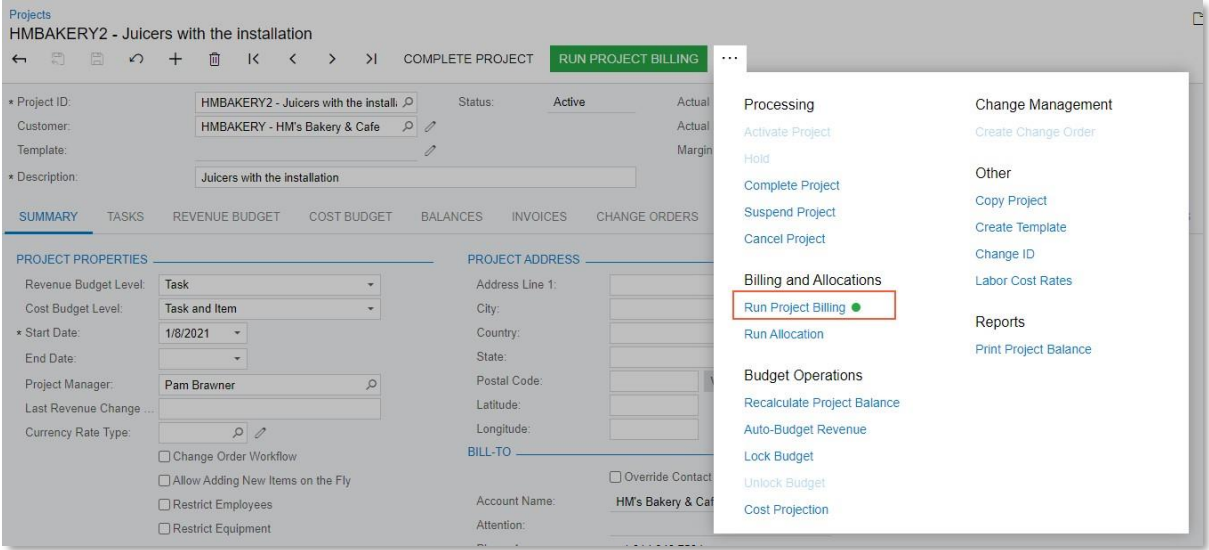 Projects
HMBAKERY2 - Juicers with the installation
COMPLETE PROJECT RUN PROJECT BILLING ...
* Project ID: HMBAKERY2 - Juicers with the install Status: Active Actual
Customer: HMBAKERY - HM's Bakery & Cafe Actual
Template: Margin
* Description: Juicers with the installation
SUMMARY TASKS REVENUE BUDGET COST BUDGET BALANCES INVOICES CHANGE ORDERS
PROJECT PROPERTIES
Revenue Budget Level: Task
Cost Budget Level: Task and Item
* Start Date: 1/8/2021
End Date:
Project Manager: Pam Brawner
Last Revenue Change ...
Currency Rate Type:
Change Order Workflow
Allow Adding New Items on the Fly
Restrict Employees
Restrict Equipment
PROJECT ADDRESS
Address Line 1:
City:
Country:
State:
Postal Code:
Latitude:
Longitude:
BILL-TO
Override Contact
Account Name: HM's Bakery & Caf
Attention:
Processing
Activate Project
Hold
Complete Project
Suspend Project
Cancel Project
Billing and Allocations
Run Project Billing
Run Allocation
Budget Operations
Recalculate Project Balance
Auto-Budget Revenue
Lock Budget
Unlock Budget
Cost Projection
Change Management
Create Change Order
Other
Copy Project
Create Template
Change ID
Labor Cost Rates
Reports
Print Project Balance